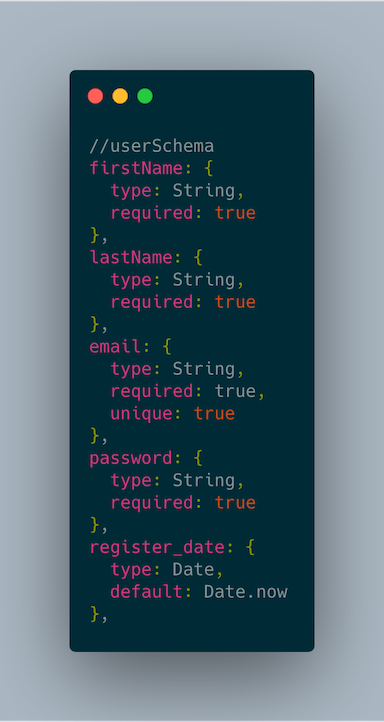 //userSchema
firstName: {
  type: String,
  required: true
},
lastName: {
  type: String,
  required: true
},
email: {
  type: String,
  required: true,
  unique: true
},
password: {
  type: String,
  required: true
},
register_date: {
  type: Date,
  default: Date.now
},